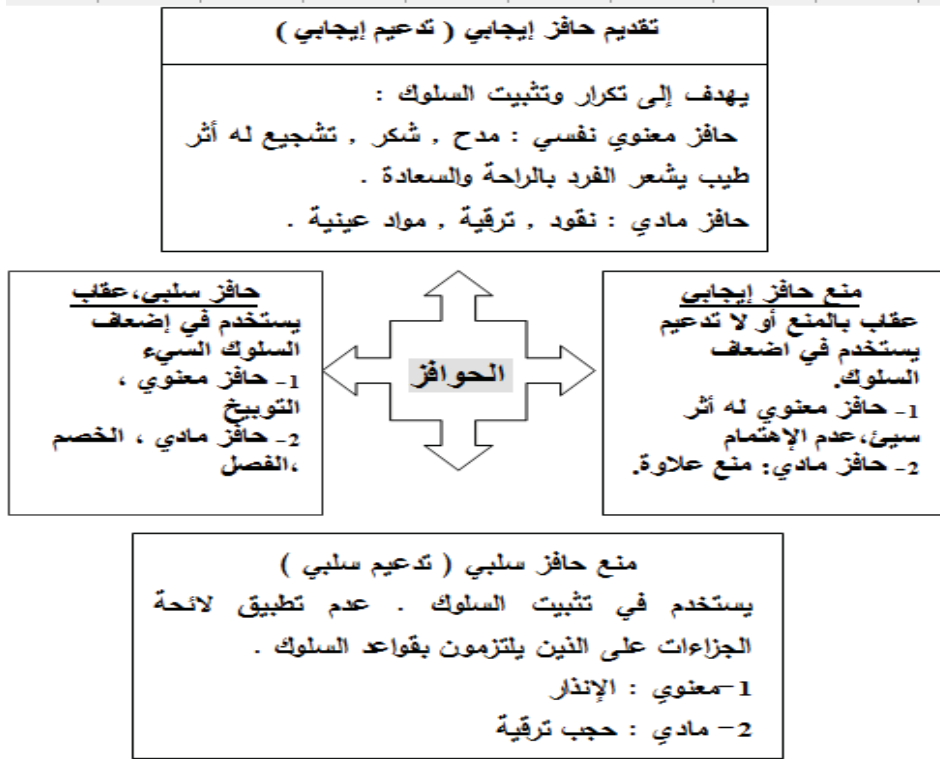 تقديم حافز إيجابي ( تدعيم إيجابي )
يهدف إلى تكرار وتثبيت السلوك :
حافز معنوي نفسي : مدح , شكر , تشجيع له أثر
طيب يشعر الفرد بالراحة والسعادة .
حافز مادي : نقود , ترقية , مواد عينية .
منع حافز إيجابي
عقاب بالمنع أو لا تدعيم
يستخدم في اضعاف
السلوك.
1- حافز معنوي له أثر
سيئ،عدم الإهتمام
2- حافز مادي: منع علاوة.
الحوافز
حافز سلبي،عقاب
يستخدم في إضعاف
السلوك السيء
1- حافز معنوي ،
التوبيخ
2- حافز مادي ، الخصم
،الفصل
منع حافز سلبي ( تدعيم سلبي )
يستخدم في تثبيت السلوك . عدم تطبيق لائحة
الجزاءات على الذين يلتزمون بقواعد السلوك .
1-معنوي : الإنذار
2- مادي : حجب ترقية